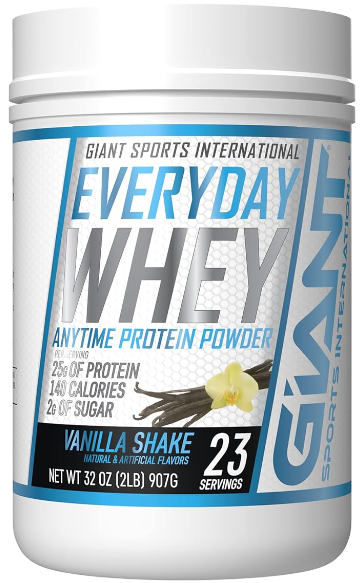 GIANT SPORTS INTERNATIONAL
EVERYDAY
WHEY
ANYTIME PROTEIN POWDER
PER SERVING
25g OF PROTEIN
140 CALORIES
2g OF SUGAR
VANILLA SHAKE
NATURAL & ARTIFICIAL FLAVORS
NET WT 32 OZ (2LB) 907G
23
SERVINGS
GIANT®
SPORTS INTERNATIONAL